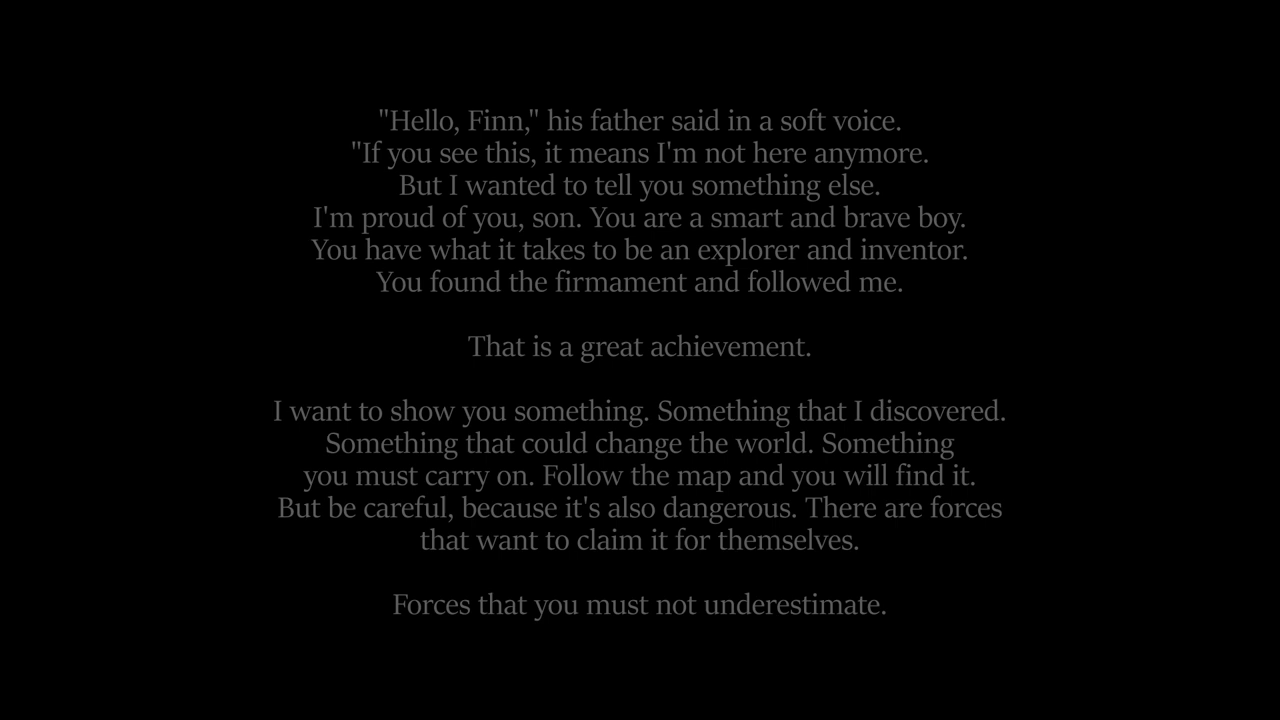 "Hello, Finn," his father said in a soft voice.
"If you see this, it means I'm not here anymore.
But I wanted to tell you something else.
I'm proud of you, son. You are a smart and brave boy.
You have what it takes to be an explorer and inventor.
You found the firmament and followed me.
That is a great achievement.
I want to show you something. Something that I discovered.
Something that could change the world. Something
you must carry on. Follow the map and you will find it.
But be careful, because it's also dangerous. There are forces
that want to claim it for themselves.
Forces that you must not underestimate.